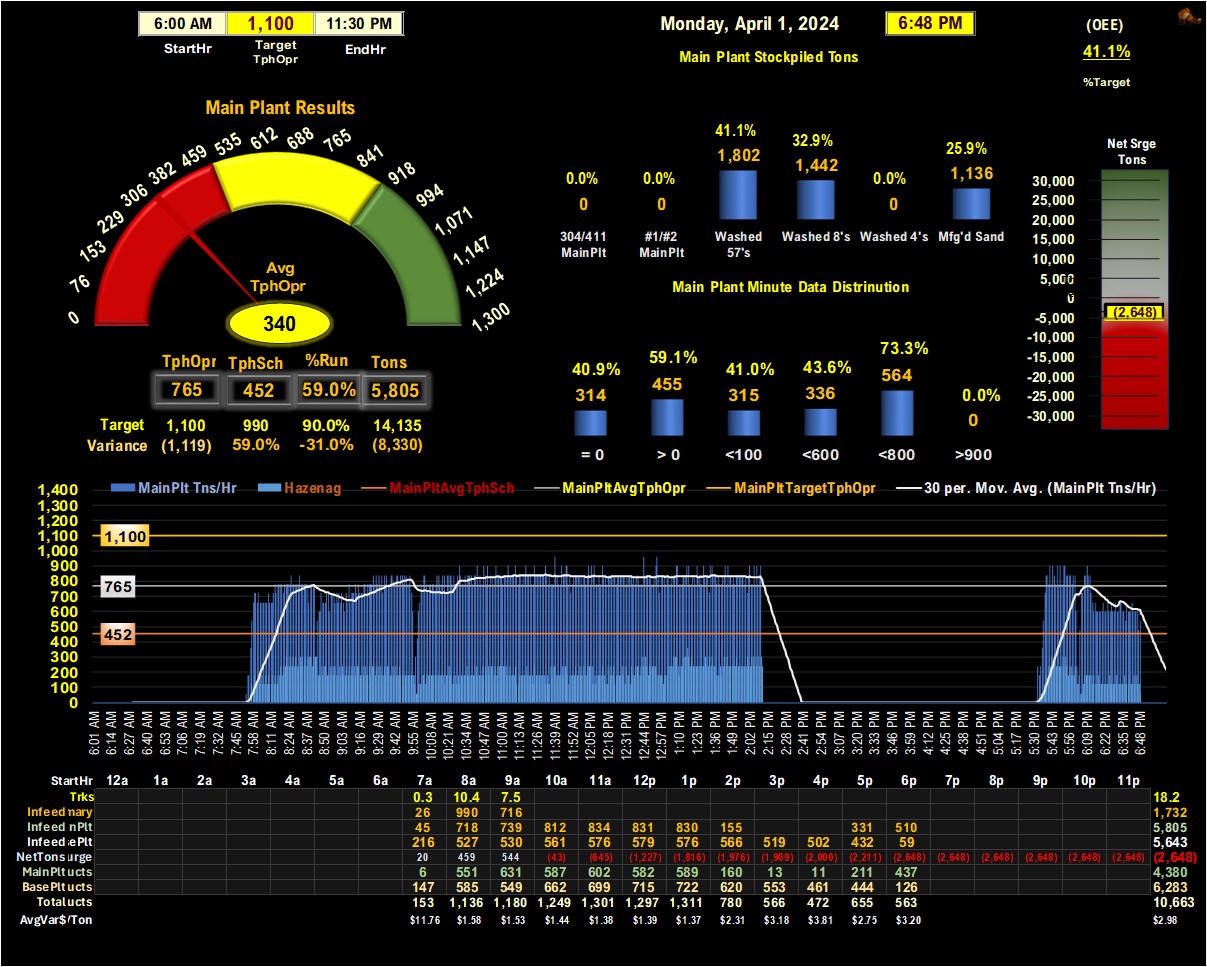 6:00 AM 1,100 11:30 PM
StartHr Target TphOpr EndHr
Monday, April 1, 2024 6:48 PM
Main Plant Stockpiled Tons
(OEE)
41.1%
%Target
Main Plant Results
0 76 153 229 306 382 459 535 612 688 765 841 918 994 1,071 1,147 1,224 1,300
Avg
TphOpr
340
TphOpr TphSch %Run Tons
765 452 59.0% 5,805
Target 1,100 990 90.0% 14,135
Variance (1,119) 59.0% -31.0% (8,330)
0.0% 0.0% 41.1% 32.9% 0.0% 25.9%
0 0 1,802 1,442 0 1,136
304/411 MainPlt #1/#2 MainPlt Washed 57's Washed 8's Washed 4's Mfg'd Sand
Main Plant Minute Data Distrinution
40.9% 59.1% 41.0% 43.6% 73.3% 0.0%
314 455 315 336 564 0
= 0 > 0 <100 <600 <800 >900
Net Srge
Tons
30,000
25,000
20,000
15,000
10,000
5,000
0
(2,648)
-5,000
-10,000
-15,000
-20,000
-25,000
-30,000
MainPlt Tns/Hr Hazenag MainPltAvgTphSch MainPltAvgTphOpr MainPltTargetTphOpr 30 per. Mov. Avg. (MainPlt Tns/Hr)
1,400
1,300
1,200
1,100
1,000
900
800
700
600
500
400
300
200
100
0
1,100
765
452
6:01 AM 6:14 AM 6:27 AM 6:40 AM 6:53 AM 7:06 AM 7:19 AM 7:32 AM 7:45 AM 7:58 AM 8:11 AM 8:24 AM 8:37 AM 8:50 AM 9:03 AM 9:16 AM 9:29 AM 9:42 AM 9:55 AM 10:08 AM 10:21 AM 10:34 AM 10:47 AM 11:00 AM 11:13 AM 11:26 AM 11:39 AM 11:52 AM 12:05 PM 12:18 PM 12:31 PM 12:44 PM 12:57 PM 1:10 PM 1:23 PM 1:36 PM 1:49 PM 2:02 PM 2:15 PM 2:28 PM 2:41 PM 2:54 PM 3:07 PM 3:20 PM 3:33 PM 3:46 PM 3:59 PM 4:12 PM 4:25 PM 4:38 PM 4:51 PM 5:04 PM 5:17 PM 5:30 PM 5:43 PM 5:56 PM 6:09 PM 6:22 PM 6:35 PM 6:48 PM
StartHr 12a 1a 2a 3a 4a 5a 6a 7a 8a 9a 10a 11a 12p 1p 2p 3p 4p 5p 6p 7p 8p 9p 10p 11p
Trks 0.3 10.4 7.5 18.2
Infeed nary 26 990 716 1,732
Infeed nPlt 45 718 739 812 834 831 830 155 331 510 5,805
Infeed ePlt 216 527 530 561 576 579 576 566 519 502 432 59 5,643
NetTons urge 20 459 544 (43) (645) (1,227) (1,816) (1,976) (1,989) (2,000) (2,211) (2,648) (2,648) (2,648) (2,648) (2,648) (2,648) (2,648)
MainPlt ucts 6 551 631 587 602 582 589 160 13 11 211 437 4,380
BasePlt ucts 147 585 549 662 699 715 722 620 553 461 444 126 6,283
Total ucts 153 1,136 1,180 1,249 1,301 1,297 1,311 780 566 472 655 563 10,663
AvgVar$/Ton $11.76 $1.58 $1.53 $1.44 $1.38 $1.39 $1.37 $2.31 $3.18 $3.81 $2.75 $3.20 $2.98